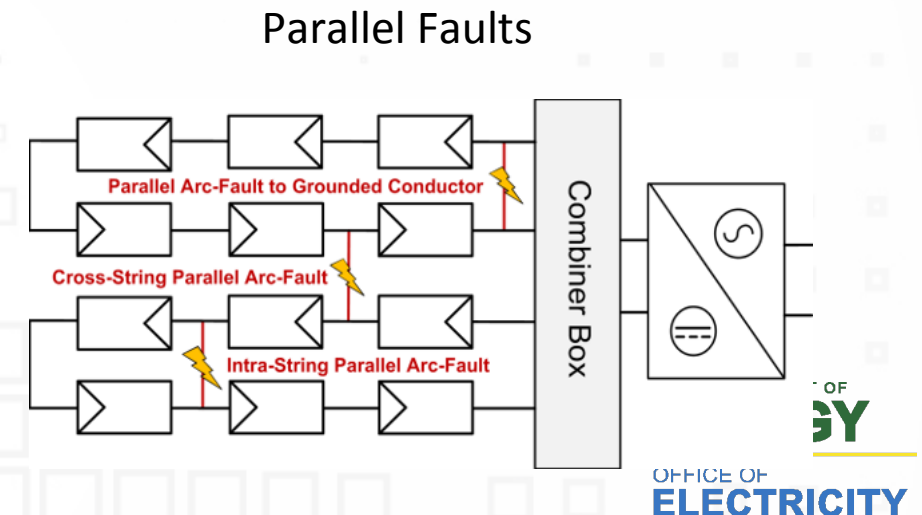 Parallel Faults
Parallel Arc-Fault to Grounded Conductor
Cross-String Parallel Arc-Fault
Intra-String Parallel Arc-Fault
Combiner Box
OF
GY
OFFICE OF
ELECTRICITY